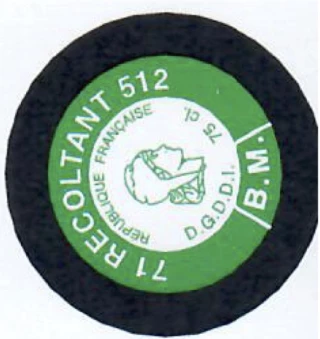 71 RECOLTANT 512
B.M.
REPUBLIQUE FRANÇAISE
75 cl.
D.G.D.D.I.